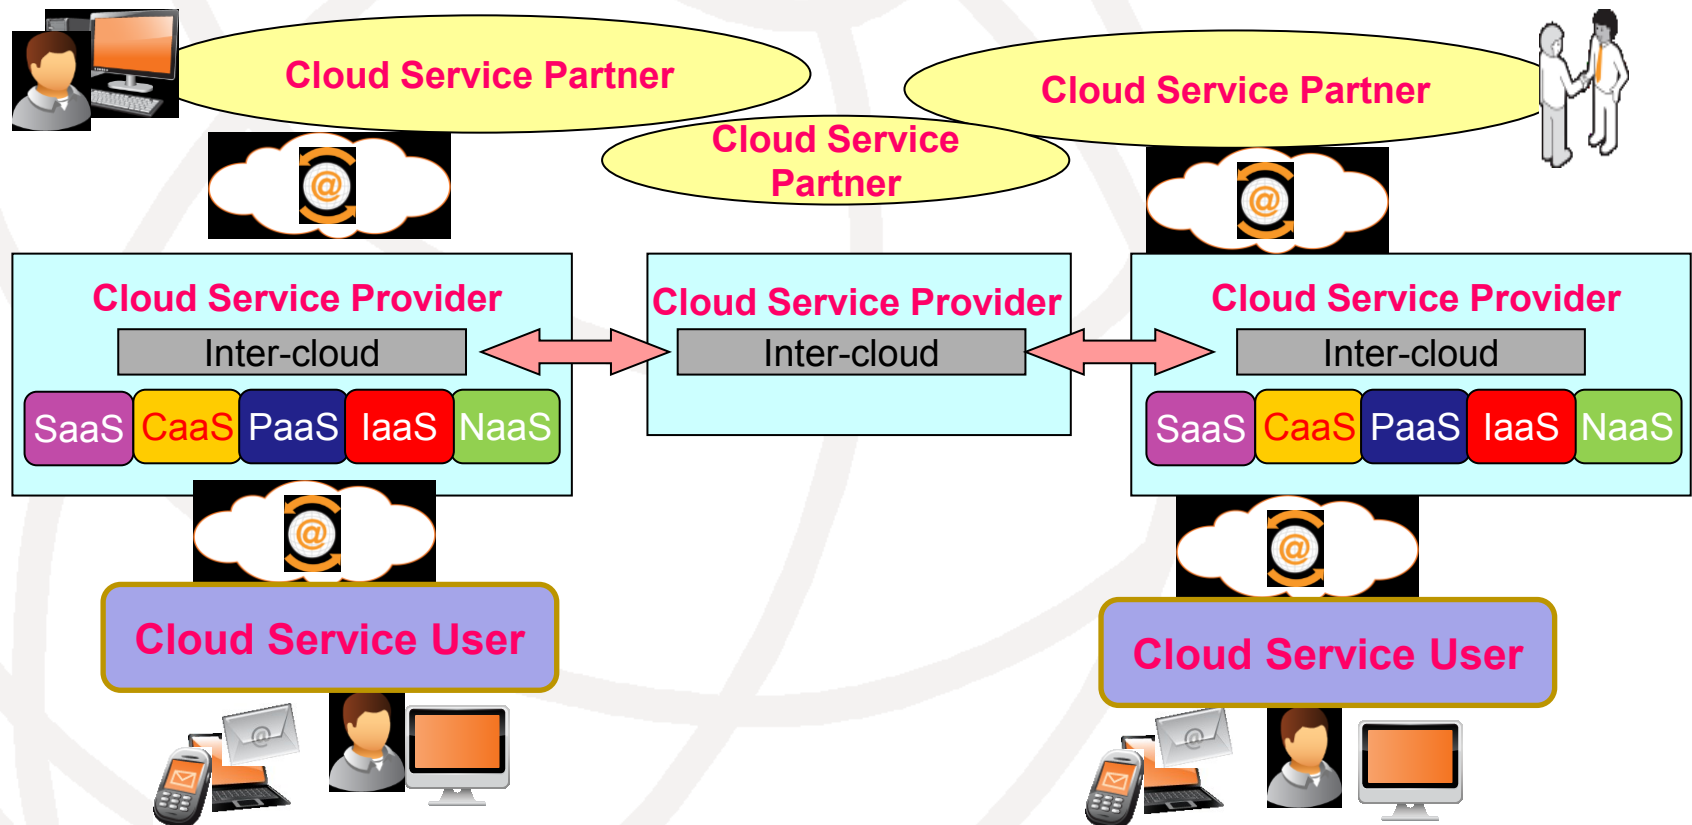 Cloud Service Partner
Cloud Service Partner
Cloud Service
Partner
@
@
Cloud Service Provider
Cloud Service Provider
Cloud Service Provider
Inter-cloud
Inter-cloud
Inter-cloud
SaaS CaaS PaaS IaaS NaaS
SaaS CaaS PaaS IaaS NaaS
@
@
Cloud Service User
Cloud Service User
@
@